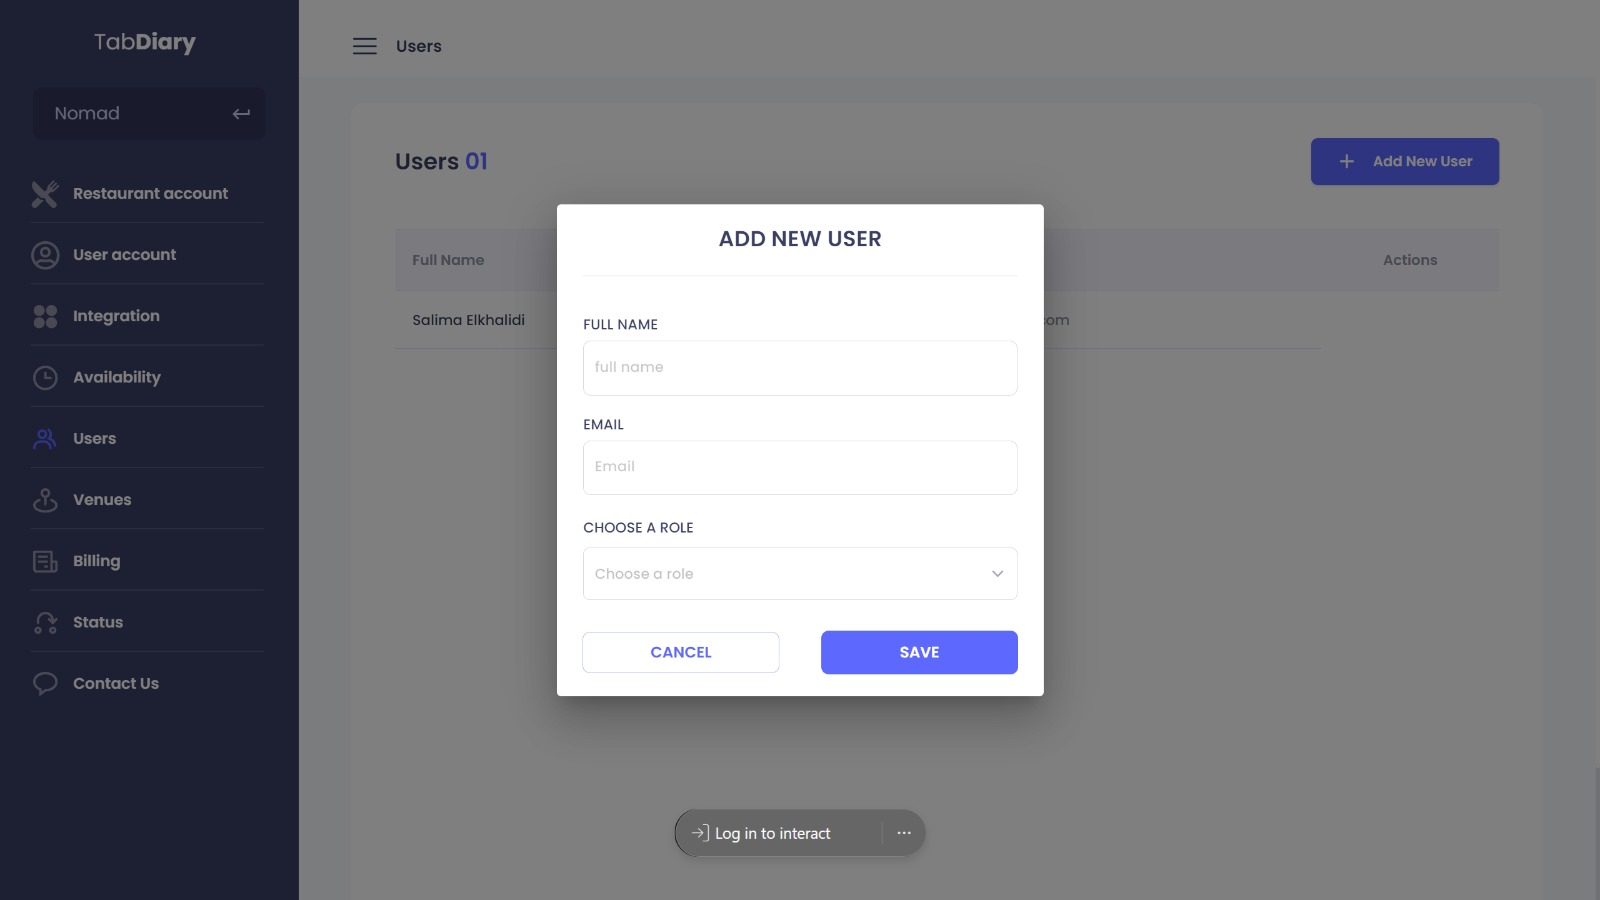 TabDiary
Nomad
Restaurant account
User account
Integration
Availability
Users
Venues
Billing
Status
Contact Us
Users
Users 01
Add New User
Full Name
Actions
Salima Elkhalidi
com
ADD NEW USER
FULL NAME
full name
EMAIL
Email
CHOOSE A ROLE
Choose a role
CANCEL
SAVE
Log in to interact